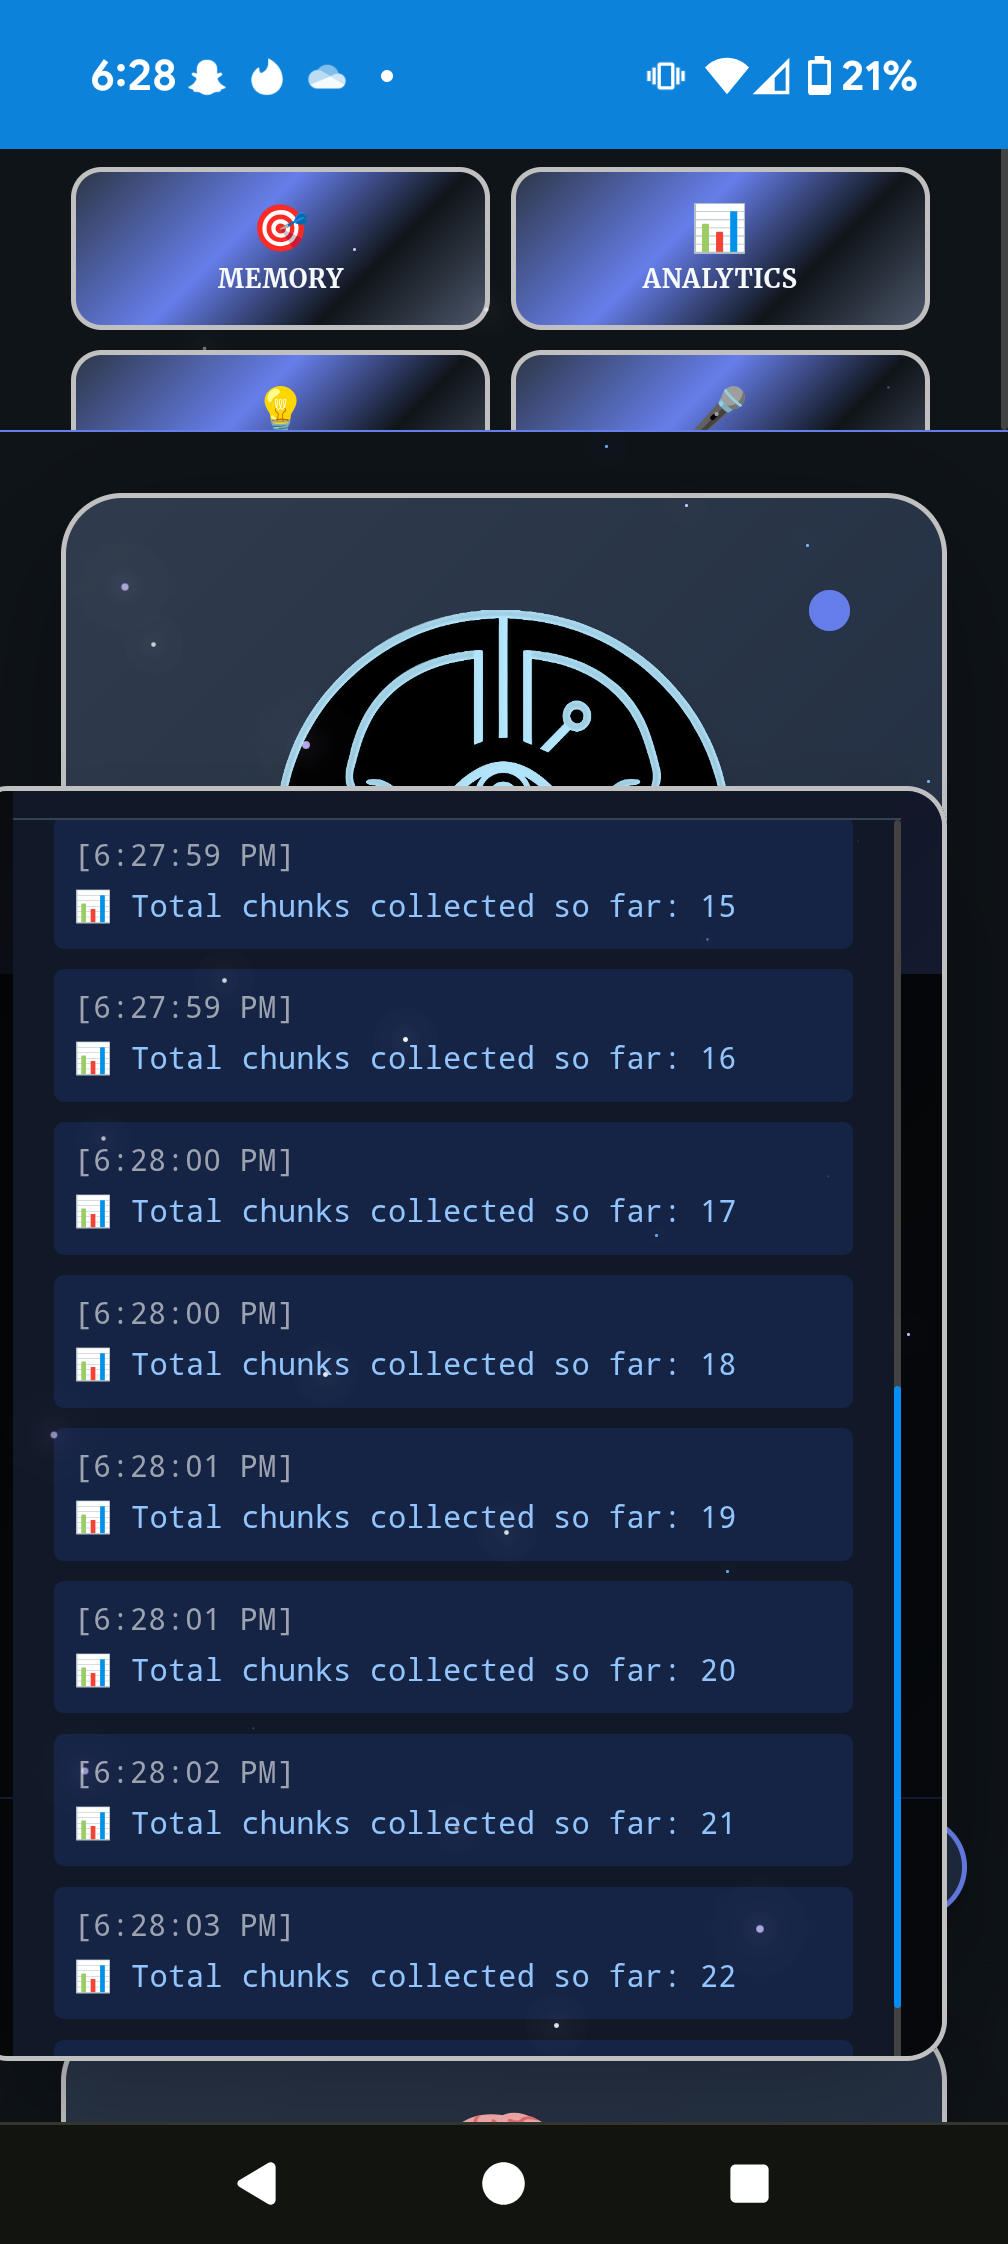 6:28
21%
MEMORY
ANALYTICS
[6:27:59 PM]
📊 Total chunks collected so far: 15
[6:27:59 PM]
📊 Total chunks collected so far: 16
[6:28:00 PM]
📊 Total chunks collected so far: 17
[6:28:00 PM]
📊 Total chunks collected so far: 18
[6:28:01 PM]
📊 Total chunks collected so far: 19
[6:28:01 PM]
📊 Total chunks collected so far: 20
[6:28:02 PM]
📊 Total chunks collected so far: 21
[6:28:03 PM]
📊 Total chunks collected so far: 22